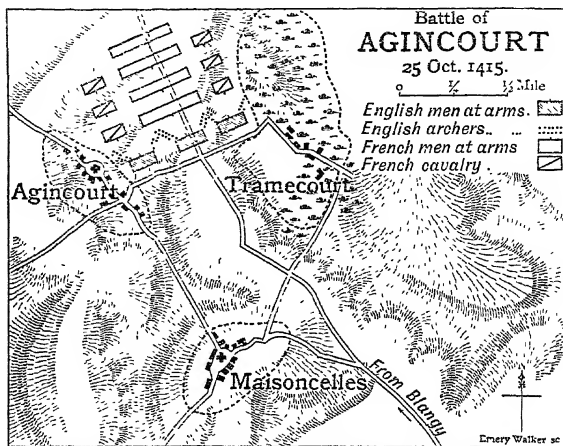 Battle of
AGINCOURT
25 Oct. 1415.
0 ¼ ½ Mile
English men at arms.
English archers.. ..
French men at arms
French cavalry .
Agincourt
Tramecourt
Maisoncelles
From Blangy
Emery Walker sc